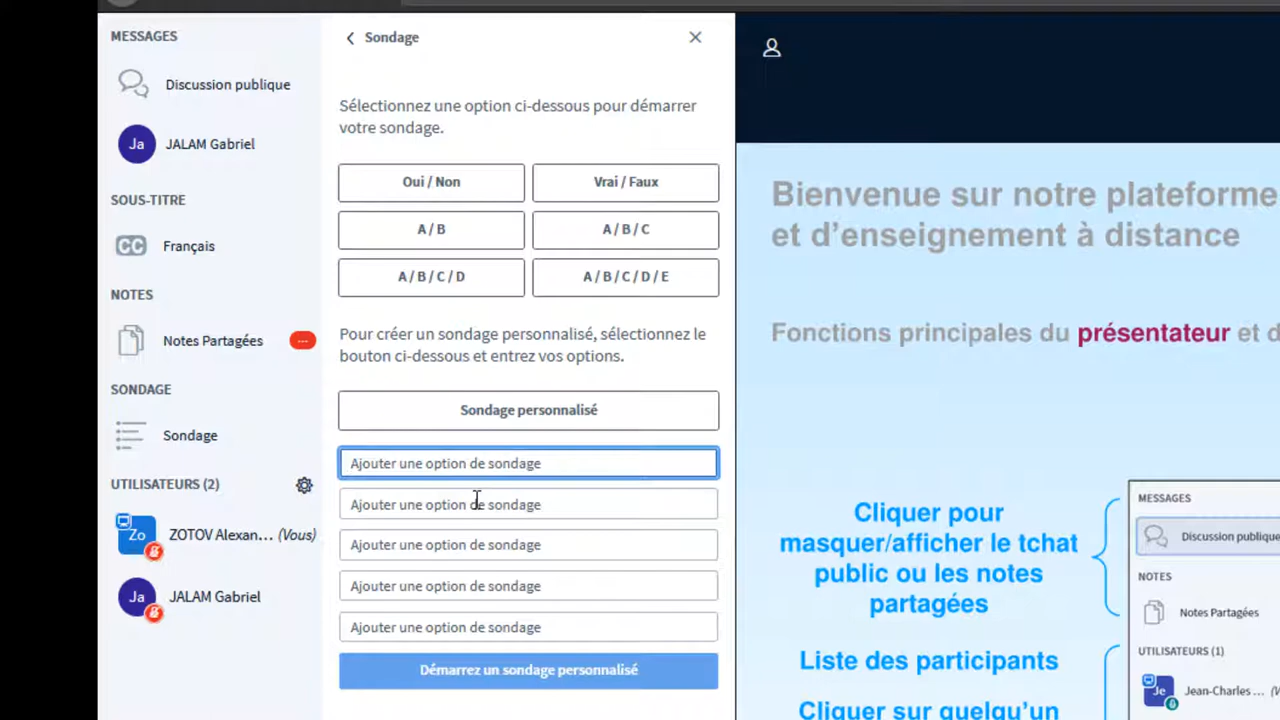 MESSAGES
Discussion publique
Ja
JALAM Gabriel
SOUS-TITRE
CC
Français
NOTES
Notes Partagées
...
SONDAGE
Sondage
UTILISATEURS (2)
Zo
ZOTOV Alexan... (Vous)
Ja
JALAM Gabriel
Sondage
Sélectionnez une option ci-dessous pour démarrer
votre sondage.
Oui / Non
Vrai / Faux
A / B
A / B / C
A / B / C / D
A / B / C / D / E
Pour créer un sondage personnalisé, sélectionnez le
bouton ci-dessous et entrez vos options.
Sondage personnalisé
Ajouter une option de sondage
Ajouter une option de sondage
Ajouter une option de sondage
Ajouter une option de sondage
Ajouter une option de sondage
Démarrez un sondage personnalisé
Bienvenue sur notre plateforme
et d'enseignement à distance
Fonctions principales du présentateur et d
Cliquer pour
masquer/afficher le tchat
public ou les notes
partagées
Liste des participants
Cliquer sur quelqu'un
MESSAGES
Discussion publique
NOTES
Notes Partagées
UTILISATEURS (1)
Je
Jean-Charles ...